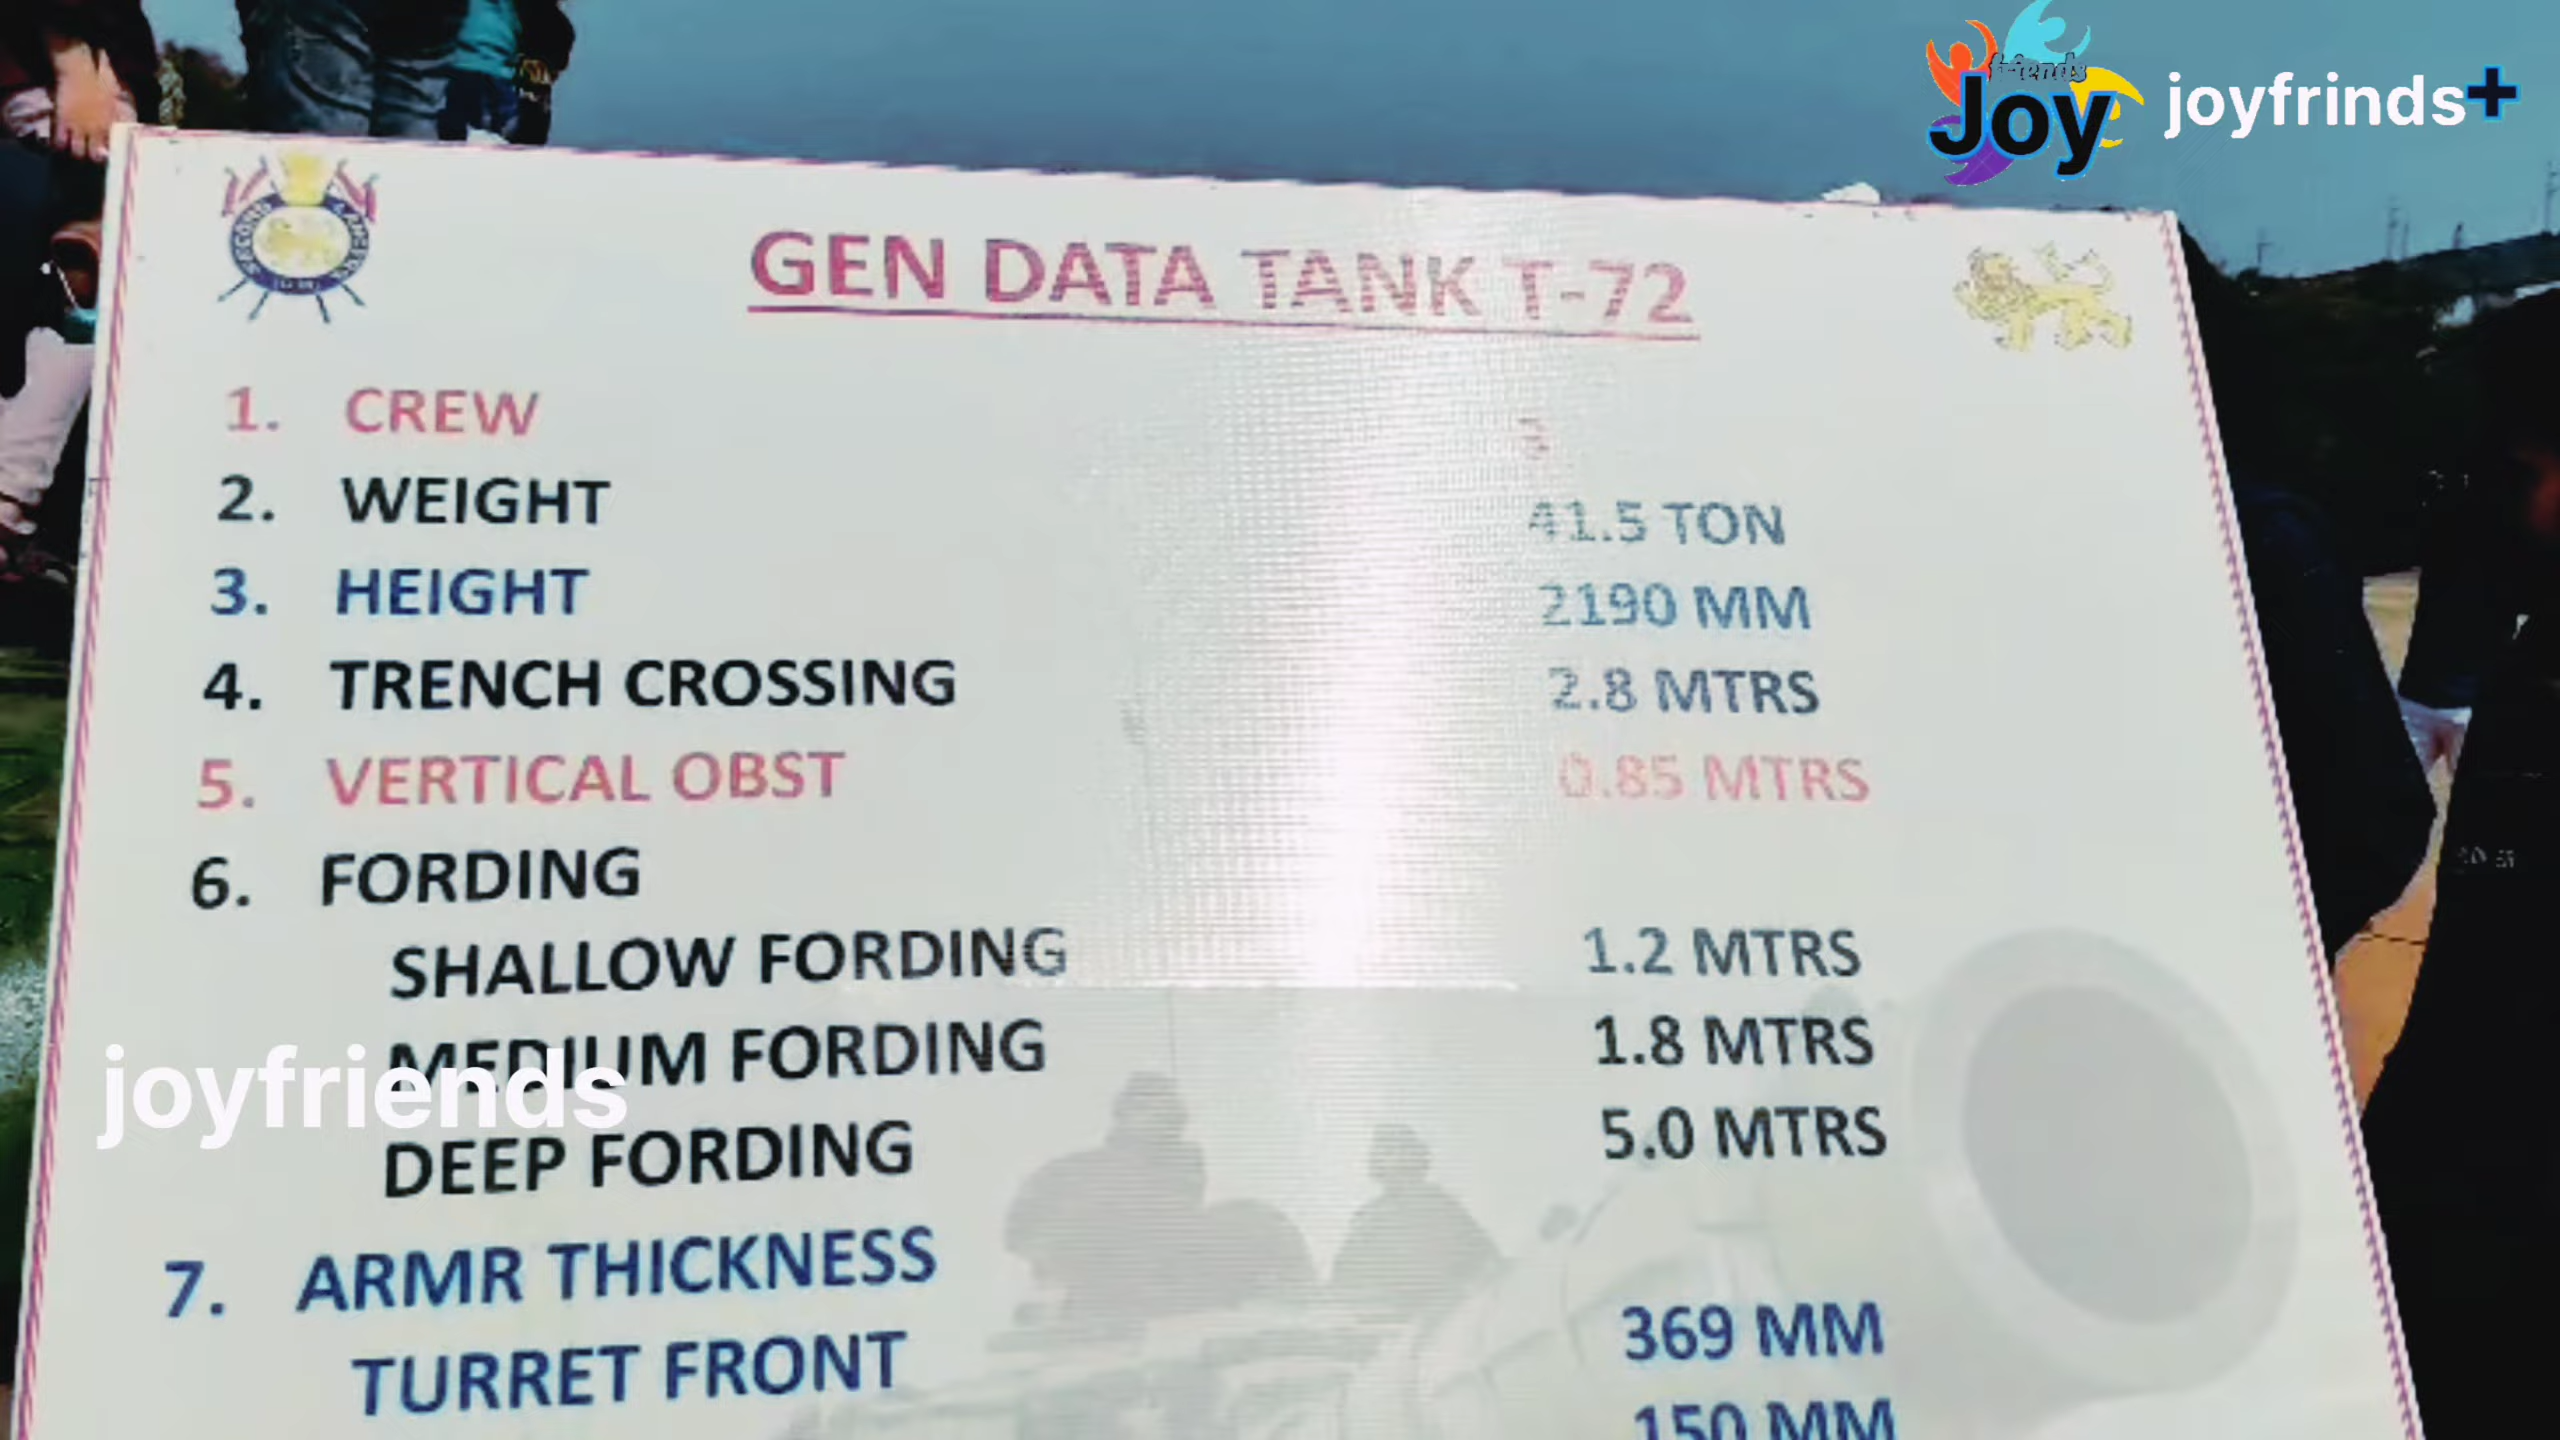 friends
Joy
joyfrinds+
SECOND LANCERS
GEN DATA TANK T-72
1. CREW 3
2. WEIGHT 41.5 TON
3. HEIGHT 2190 MM
4. TRENCH CROSSING 2.8 MTRS
5. VERTICAL OBST 0.85 MTRS
6. FORDING
SHALLOW FORDING 1.2 MTRS
MEDIUM FORDING 1.8 MTRS
joyfriends
DEEP FORDING 5.0 MTRS
7. ARMR THICKNESS
TURRET FRONT 369 MM
150 MM